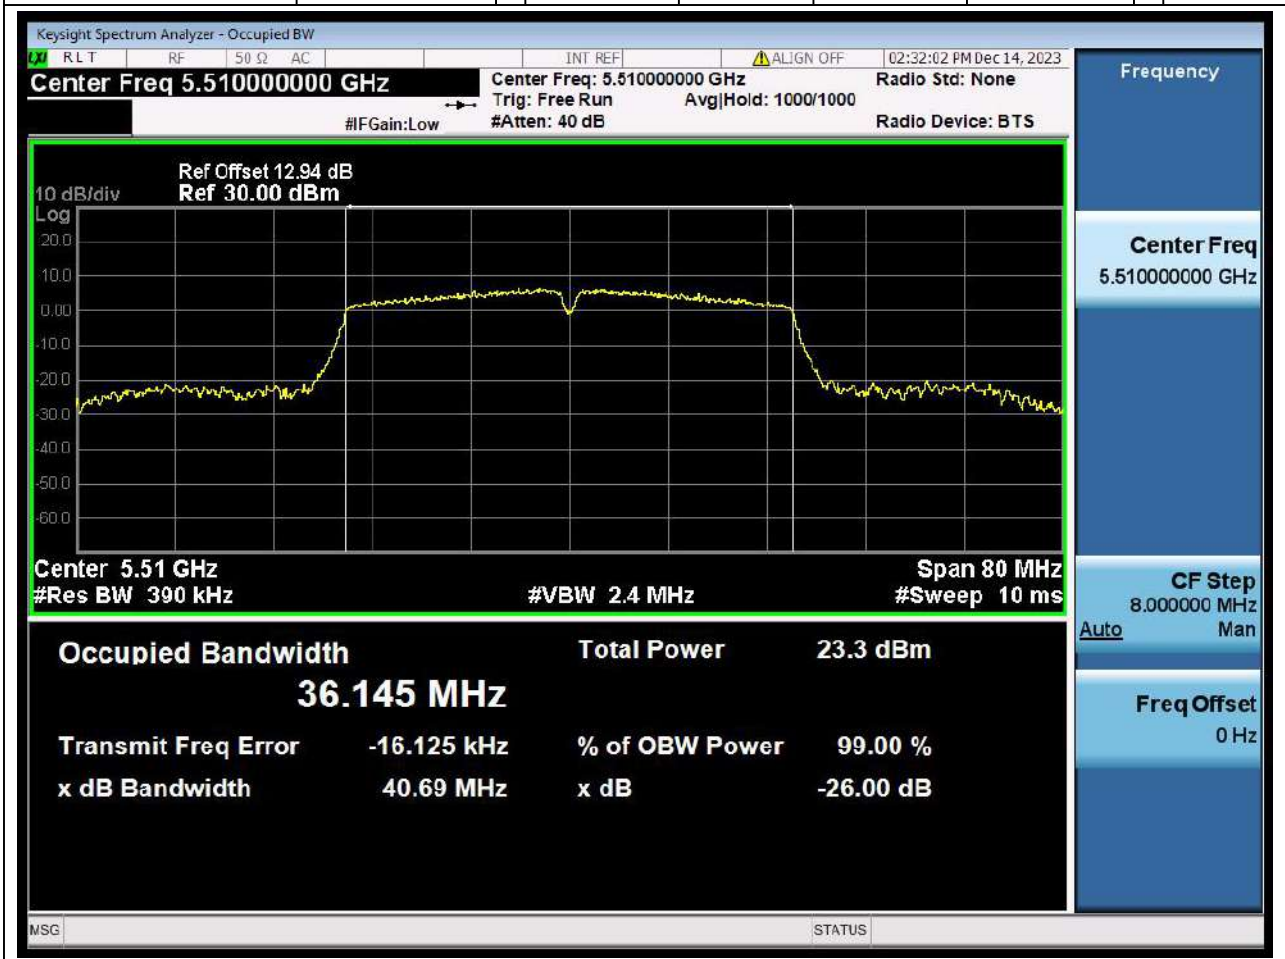 Keysight Spectrum Analyzer - Occupied BW
LXI RLT RF 50 Ω AC INT REF ALIGN OFF 02:32:02 PM Dec 14, 2023
Center Freq 5.510000000 GHz Center Freq: 5.510000000 GHz Radio Std: None
Trig: Free Run Avg|Hold: 1000/1000
#IFGain:Low #Atten: 40 dB Radio Device: BTS
Frequency
Ref Offset 12.94 dB
10 dB/div Ref 30.00 dBm
Log
20.0
10.0
0.00
-10.0
-20.0
-30.0
-40.0
-50.0
-60.0
Center 5.51 GHz Span 80 MHz
#Res BW 390 kHz #VBW 2.4 MHz #Sweep 10 ms
Center Freq
5.510000000 GHz
CF Step
8.000000 MHz
Auto Man
Freq Offset
0 Hz
Occupied Bandwidth Total Power 23.3 dBm
36.145 MHz
Transmit Freq Error -16.125 kHz % of OBW Power 99.00 %
x dB Bandwidth 40.69 MHz x dB -26.00 dB
MSG STATUS